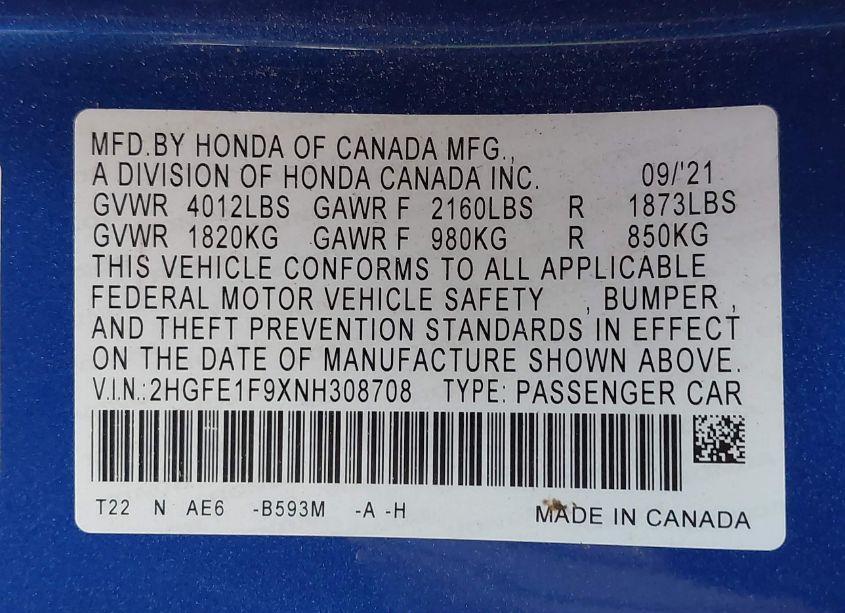 MFD.BY HONDA OF CANADA MFG.,
A DIVISION OF HONDA CANADA INC. 09/'21
GVWR 4012LBS GAWR F 2160LBS R 1873LBS
GVWR 1820KG GAWR F 980KG R 850KG
THIS VEHICLE CONFORMS TO ALL APPLICABLE
FEDERAL MOTOR VEHICLE SAFETY , BUMPER ,
AND THEFT PREVENTION STANDARDS IN EFFECT
ON THE DATE OF MANUFACTURE SHOWN ABOVE.
V.I.N.:2HGFE1F9XNH308708 TYPE: PASSENGER CAR
T22 N AE6 -B593M -A -H MADE IN CANADA